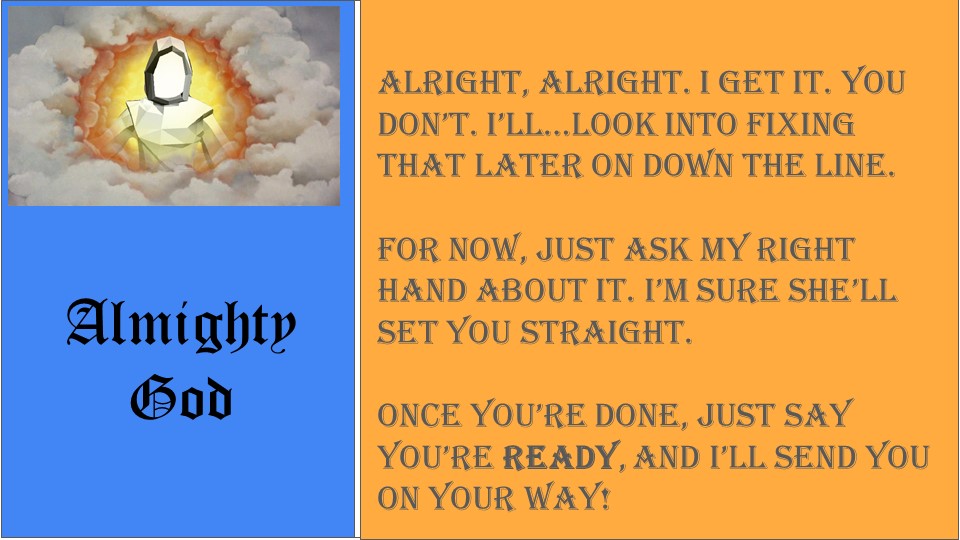 Almighty
God
ALRIGHT, ALRIGHT. I GET IT. YOU
DON'T. I'LL...LOOK INTO FIXING
THAT LATER ON DOWN THE LINE.
FOR NOW, JUST ASK MY RIGHT
HAND ABOUT IT. I'M SURE SHE'LL
SET YOU STRAIGHT.
ONCE YOU'RE DONE, JUST SAY
YOU'RE READY, AND I'LL SEND YOU
ON YOUR WAY!